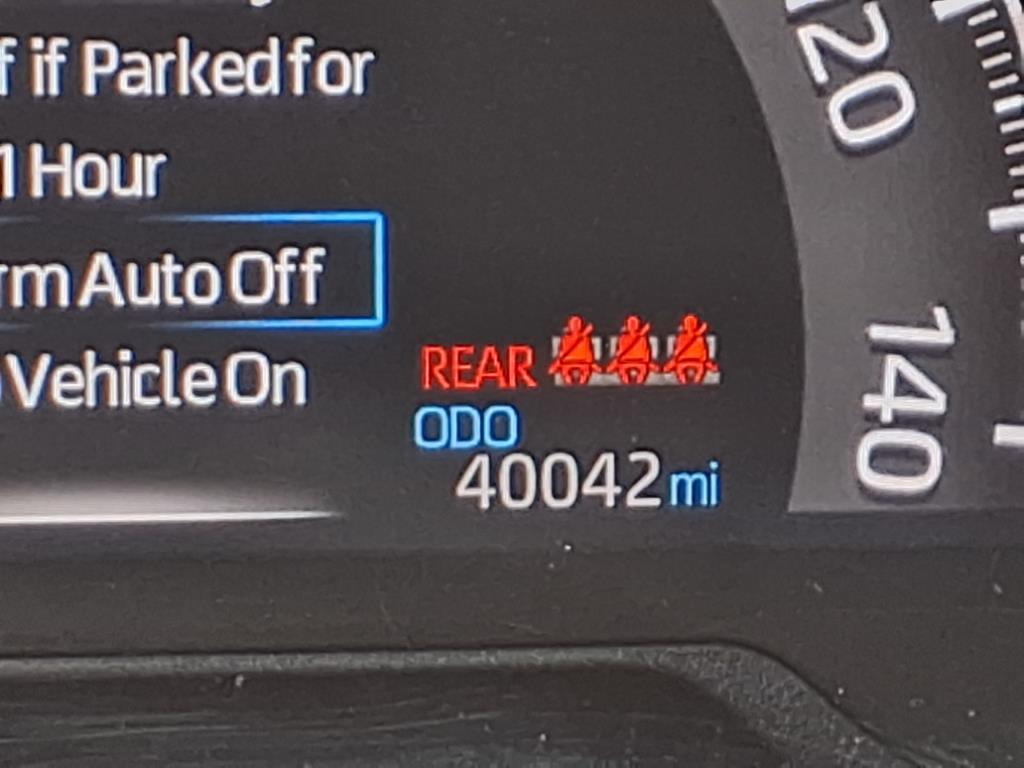 f if Parked for
1 Hour
rm Auto Off
Vehicle On
REAR
ODO
40042 mi
120
140